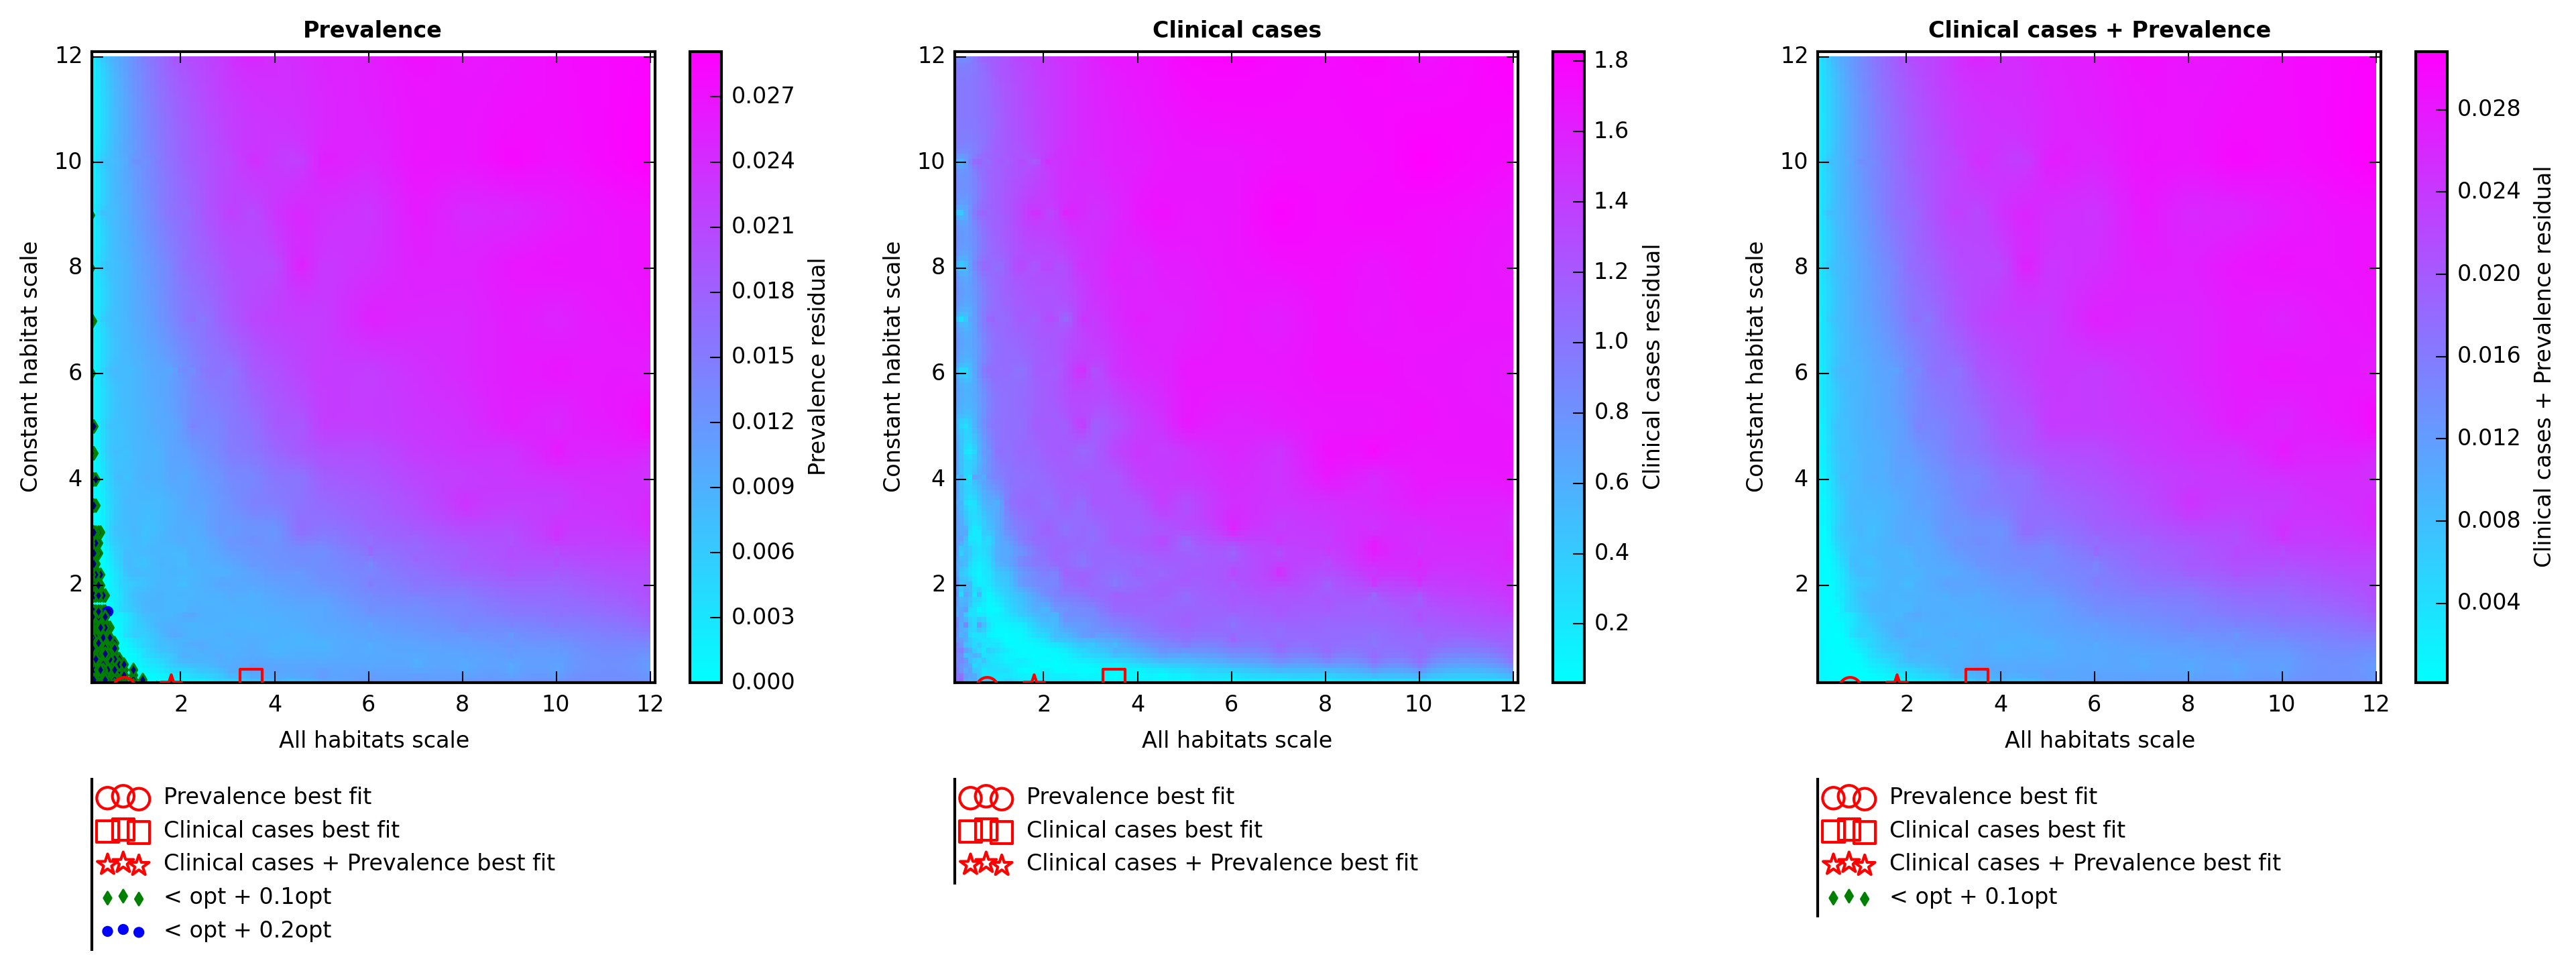 Prevalence
Constant habitat scale
12
10
8
6
4
2
2 4 6 8 10 12
All habitats scale
0.027
0.024
0.021
0.018
0.015
0.012
0.009
0.006
0.003
0.000
Prevalence residual
Prevalence best fit
Clinical cases best fit
Clinical cases + Prevalence best fit
< opt + 0.1opt
< opt + 0.2opt
Clinical cases
Constant habitat scale
12
10
8
6
4
2
2 4 6 8 10 12
All habitats scale
1.8
1.6
1.4
1.2
1.0
0.8
0.6
0.4
0.2
Clinical cases residual
Prevalence best fit
Clinical cases best fit
Clinical cases + Prevalence best fit
Clinical cases + Prevalence
Constant habitat scale
12
10
8
6
4
2
2 4 6 8 10 12
All habitats scale
0.028
0.024
0.020
0.016
0.012
0.008
0.004
Clinical cases + Prevalence residual
Prevalence best fit
Clinical cases best fit
Clinical cases + Prevalence best fit
< opt + 0.1opt